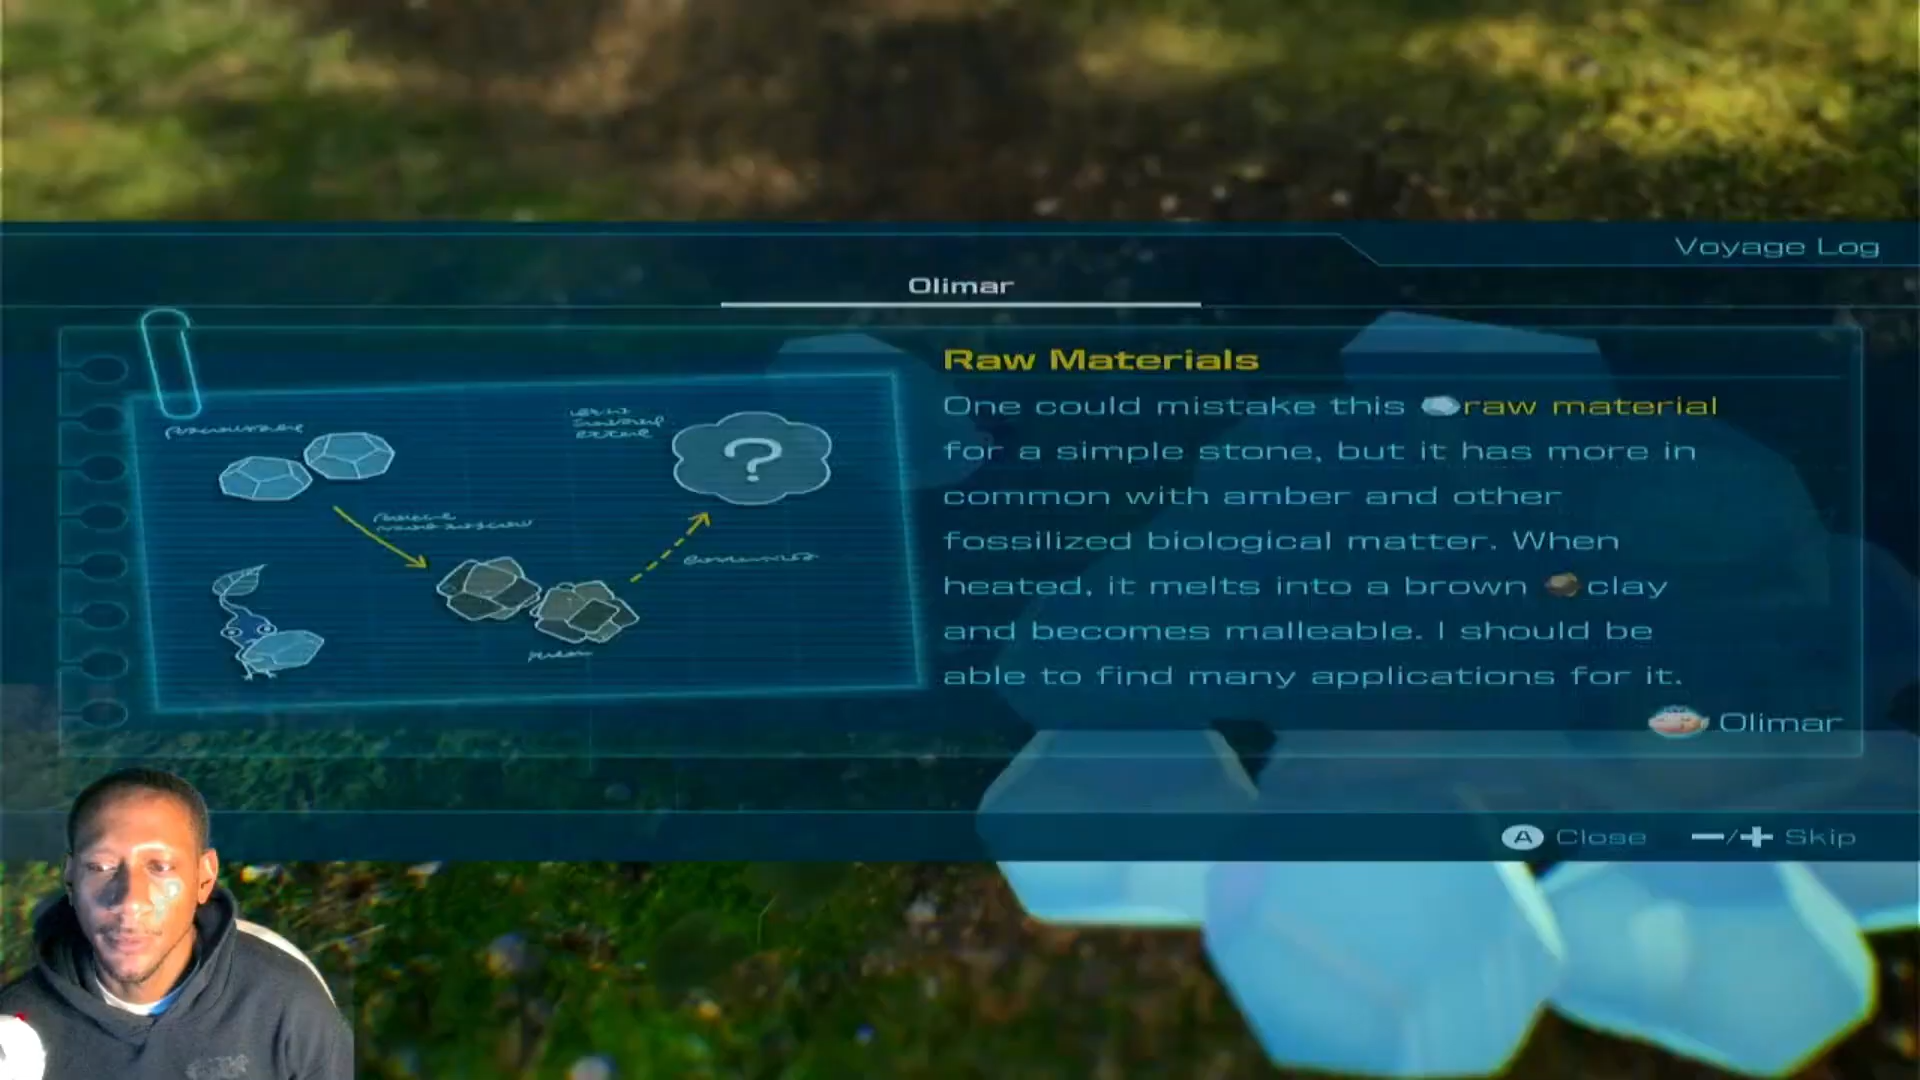 Voyage Log
Olimar
Raw Materials
One could mistake this raw material
for a simple stone, but it has more in
common with amber and other
fossilized biological matter. When
heated, it melts into a brown clay
and becomes malleable. I should be
able to find many applications for it.
Olimar
?
A Close -/+ Skip